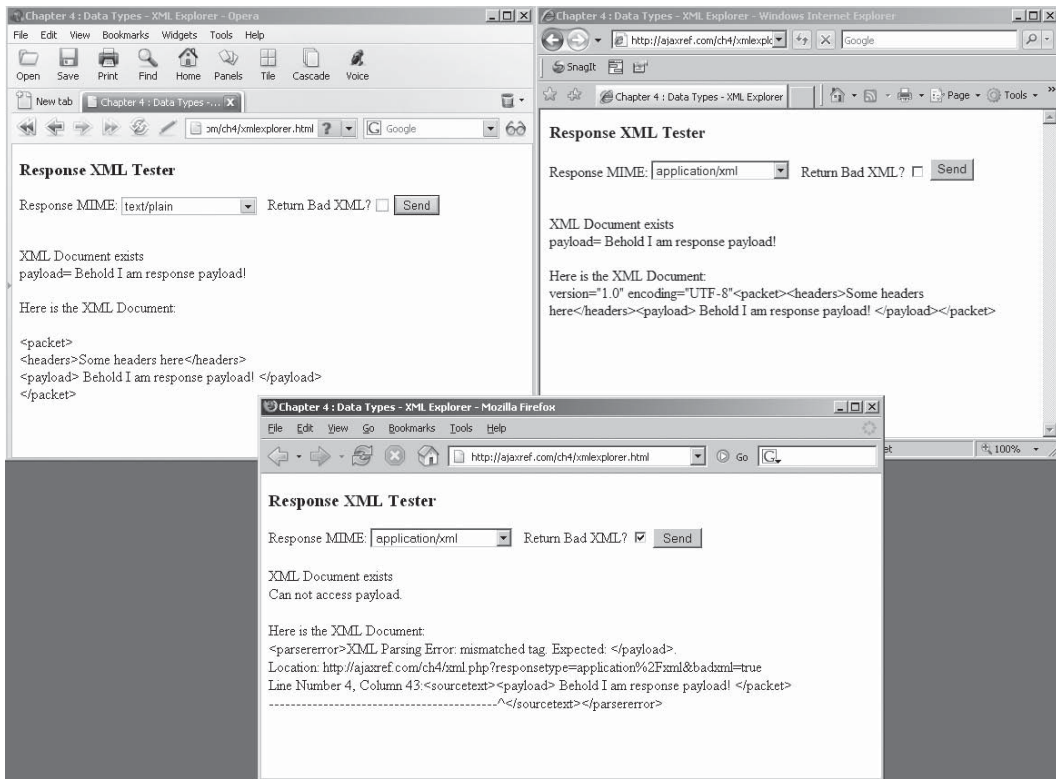 Chapter 4 : Data Types - XML Explorer - Opera
File Edit View Bookmarks Widgets Tools Help
Open Save Print Find Home Panels Tile Cascade Voice
New tab Chapter 4 : Data Types -... X
om/ch4/xmlexplorer.html ? G Google
Response XML Tester
Response MIME: text/plain Return Bad XML? Send
XML Document exists
payload= Behold I am response payload!
Here is the XML Document:
<packet>
<headers>Some headers here</headers>
<payload> Behold I am response payload! </payload>
</packet>
Chapter 4 : Data Types - XML Explorer - Windows Internet Explorer
http://ajaxref.com/ch4/xmlexplc Google
SnagIt
Chapter 4 : Data Types - XML Explorer Page Tools »
Response XML Tester
Response MIME: application/xml Return Bad XML? Send
XML Document exists
payload= Behold I am response payload!
Here is the XML Document:
version="1.0" encoding="UTF-8"<packet><headers>Some headers
here</headers><payload> Behold I am response payload! </payload></packet>
et 100%
Chapter 4 : Data Types - XML Explorer - Mozilla Firefox
File Edit View Go Bookmarks Tools Help
http://ajaxref.com/ch4/xmlexplorer.html Go G
Response XML Tester
Response MIME: application/xml Return Bad XML? Send
XML Document exists
Can not access payload.
Here is the XML Document:
<parsererror>XML Parsing Error: mismatched tag. Expected: </payload>.
Location: http://ajaxref.com/ch4/xml.php?responsetype=application%2Fxml&badxml=true
Line Number 4, Column 43:<sourcetext><payload> Behold I am response payload! </packet>
------------------------------------------^</sourcetext></parsererror>